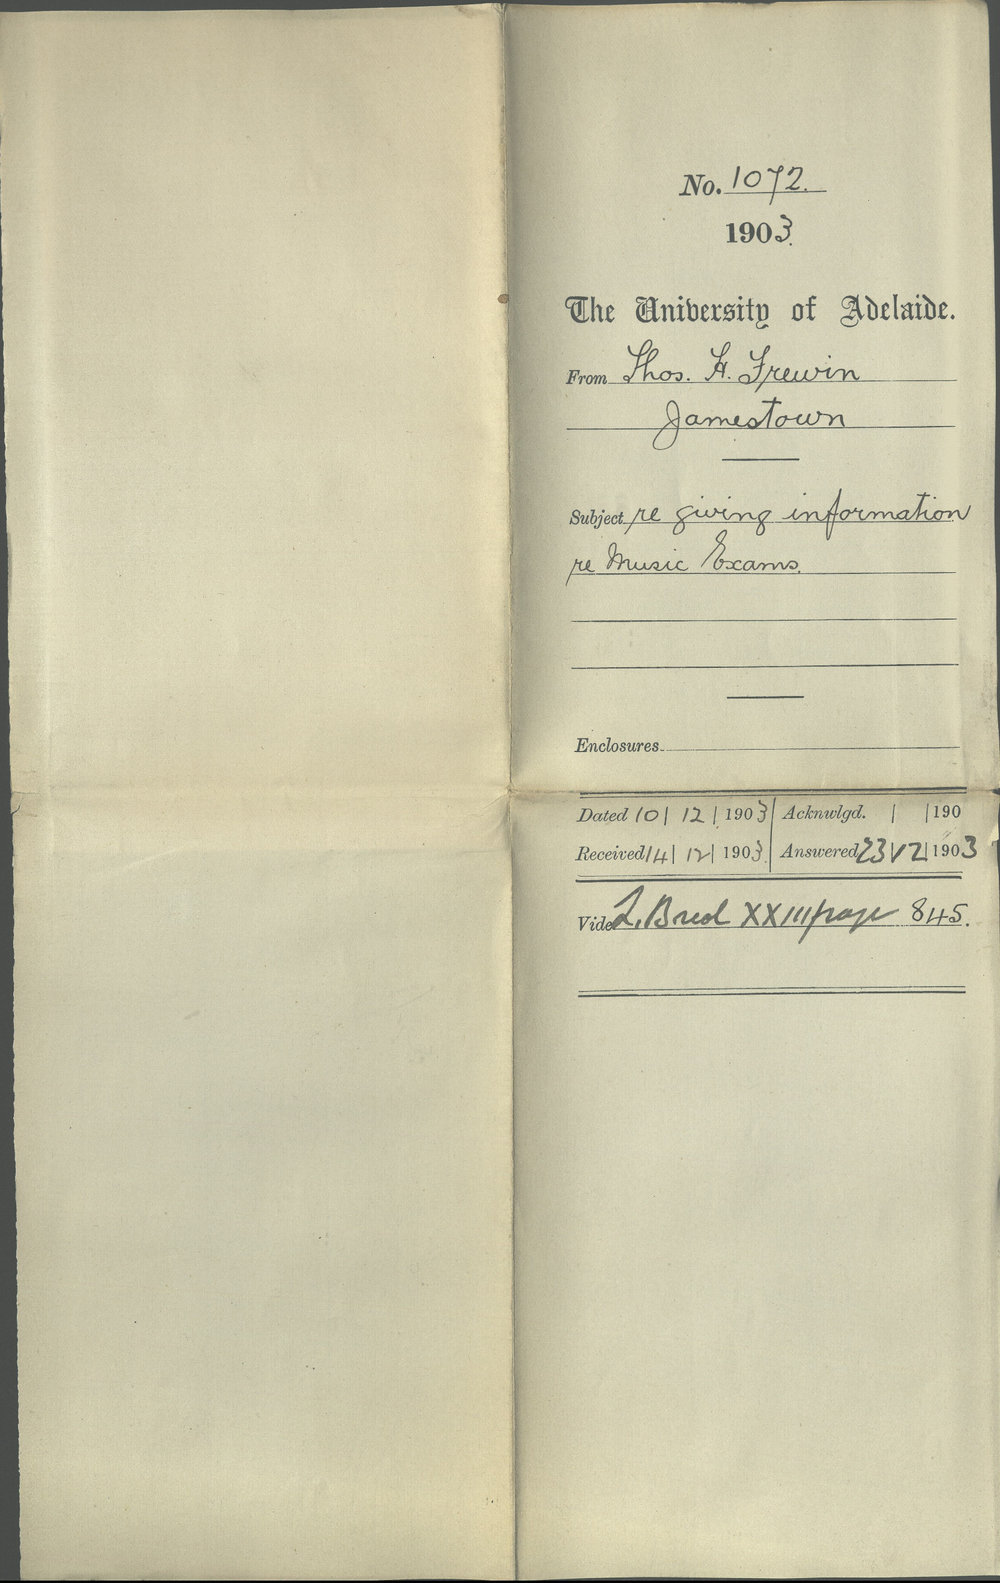 No. 1072.
1903.
The University of Adelaide.
From Thos. H. Frewin
Jamestown
Subject re giving information
re Music Exams.
Enclosures
Dated 10 | 12 | 1903 | Acknwlgd. | | 190
Received 14 | 12 | 1903. | Answered 23 | 12 | 1903
Vide L. XXIII page 845.